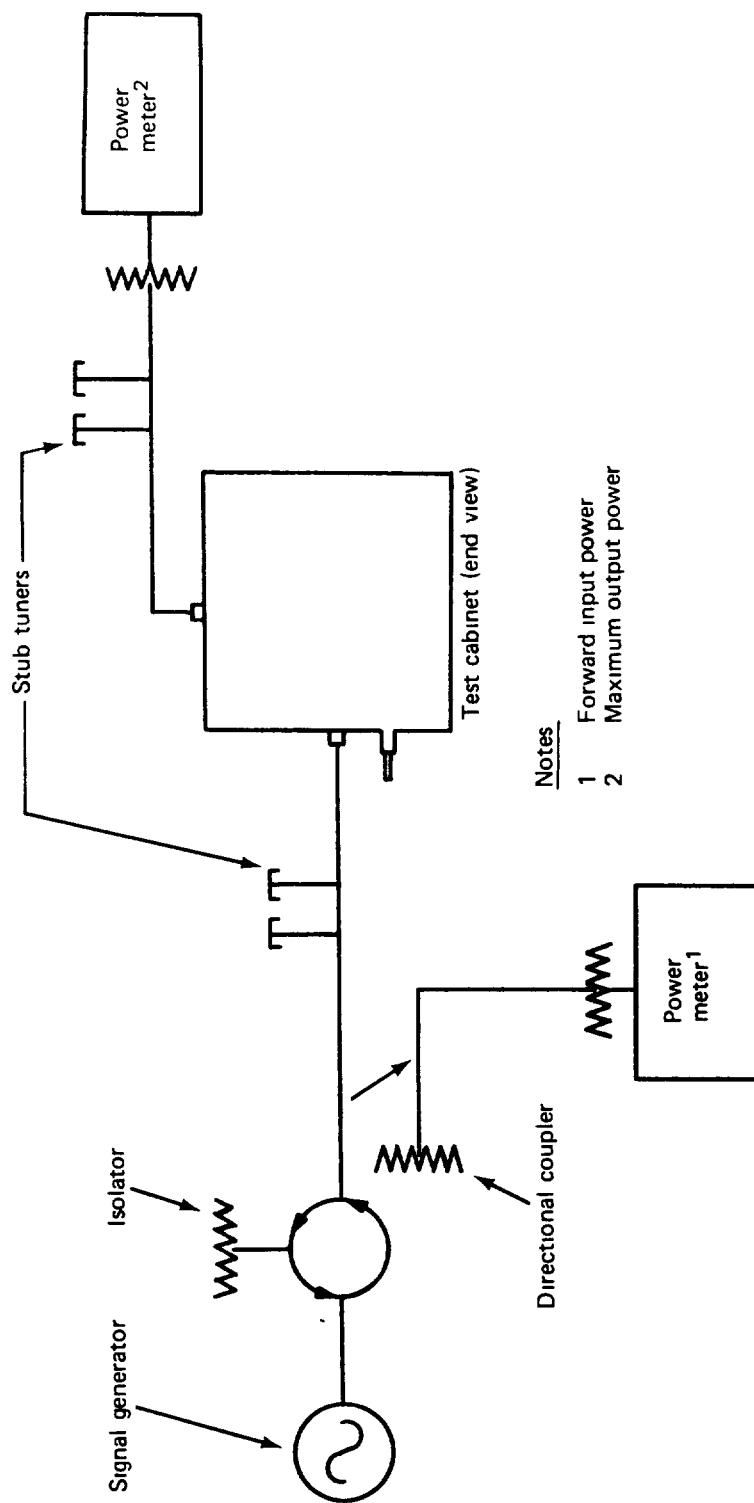 Signal generator
Isolator
Directional coupler
Power
meter1
Stub tuners
Test cabinet (end view)
Power
meter2
Notes
1 Forward input power
2 Maximum output power